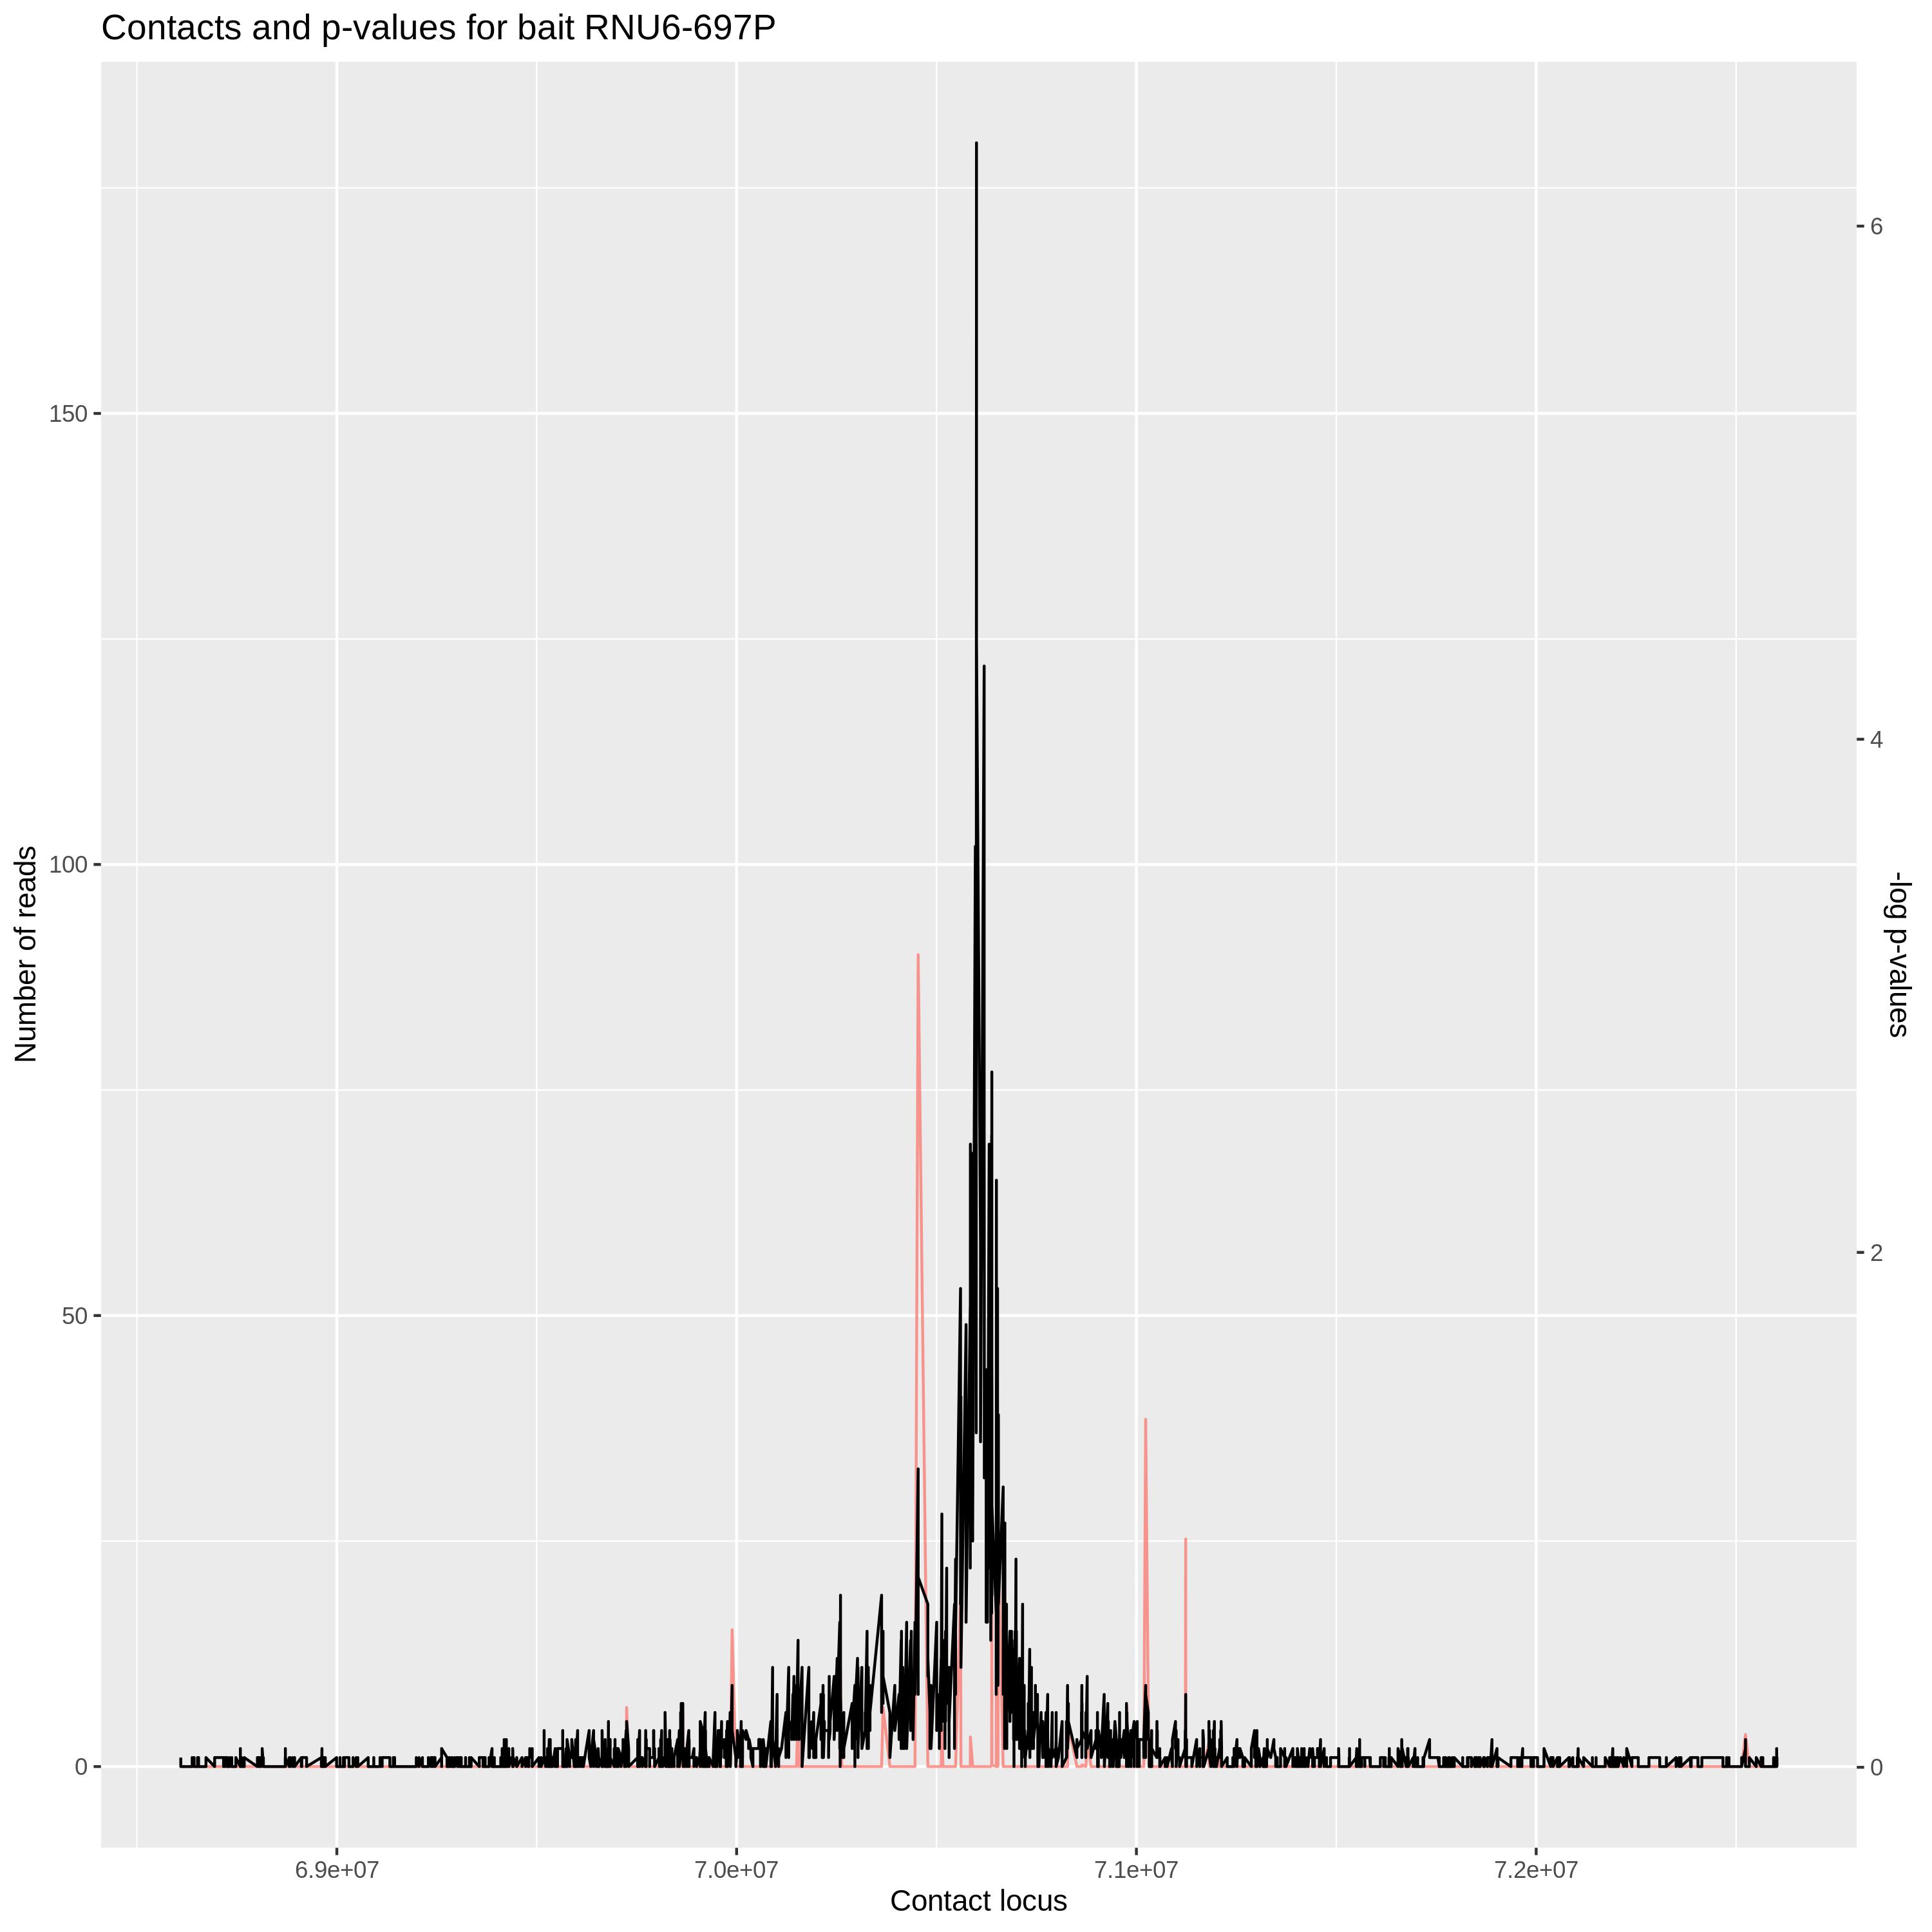 Contacts and p-values for bait RNU6-697P
Number of reads
150
100
50
0
6
4
2
0
-log p-values
6.9e+07 7.0e+07 7.1e+07 7.2e+07
Contact locus